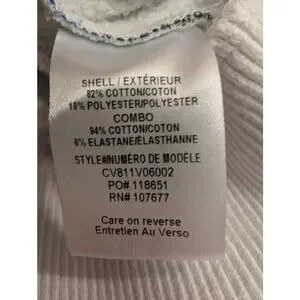 SHELL / EXTÉRIEUR
82% COTTON/COTON
18% POLYESTER/POLYESTER
COMBO
94% COTTON/COTON
6% ELASTANE/ÉLASTHANNE
STYLE#/NUMÉRO DE MODÈLE
CV811V06002
PO# 118651
RN# 107677
Care on reverse
Entretien Au Verso